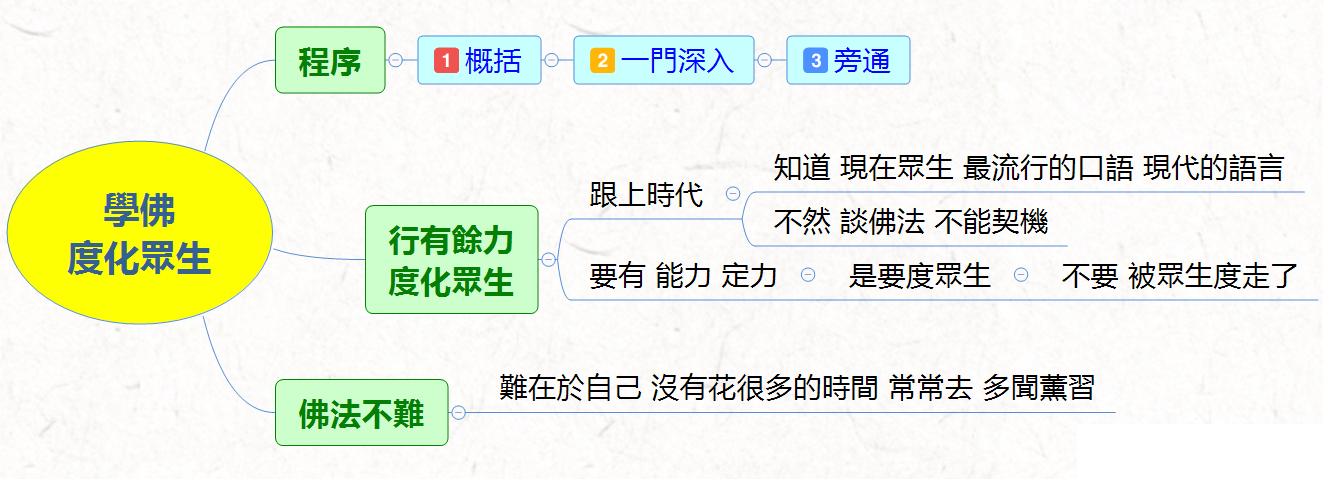 學佛
度化眾生
程序
1 概括
2 一門深入
3 旁通
行有餘力
度化眾生
跟上時代
知道 現在眾生 最流行的口語 現代的語言
不然 談佛法 不能契機
要有 能力 定力
是要度眾生
不要 被眾生度走了
佛法不難
難在於自己 沒有花很多的時間 常常去 多聞薰習